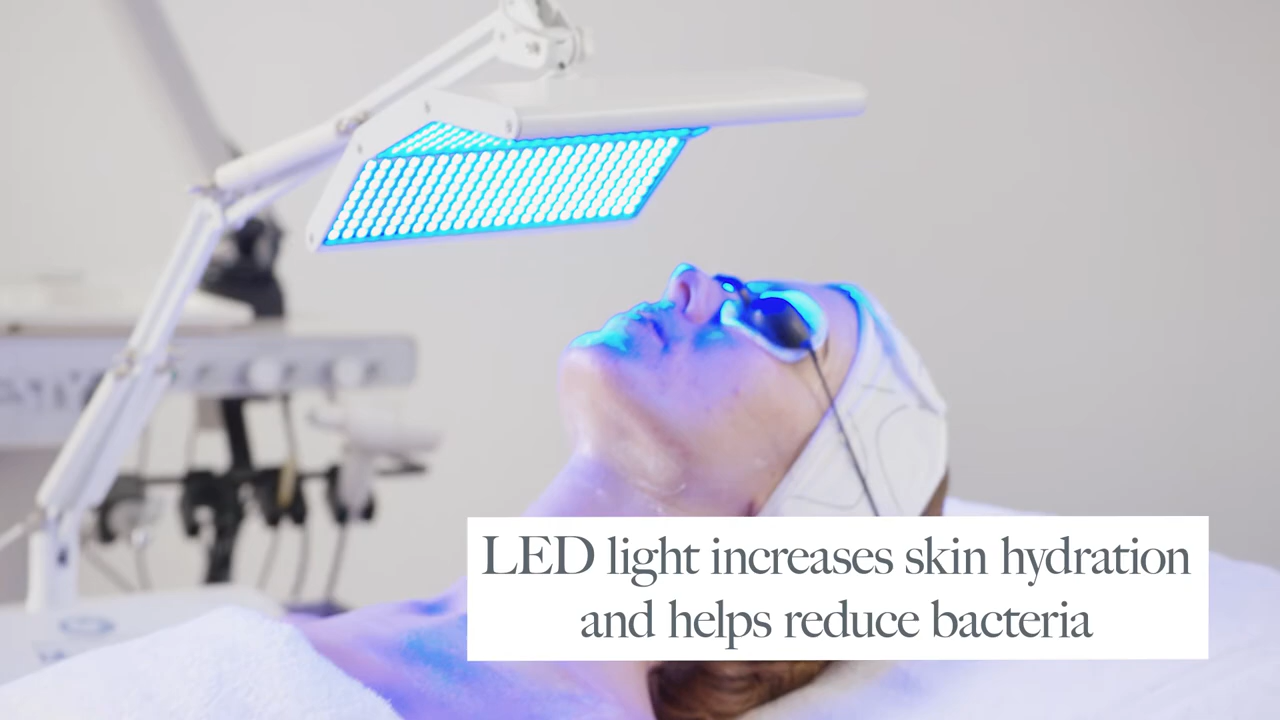 LED light increases skin hydration
and helps reduce bacteria